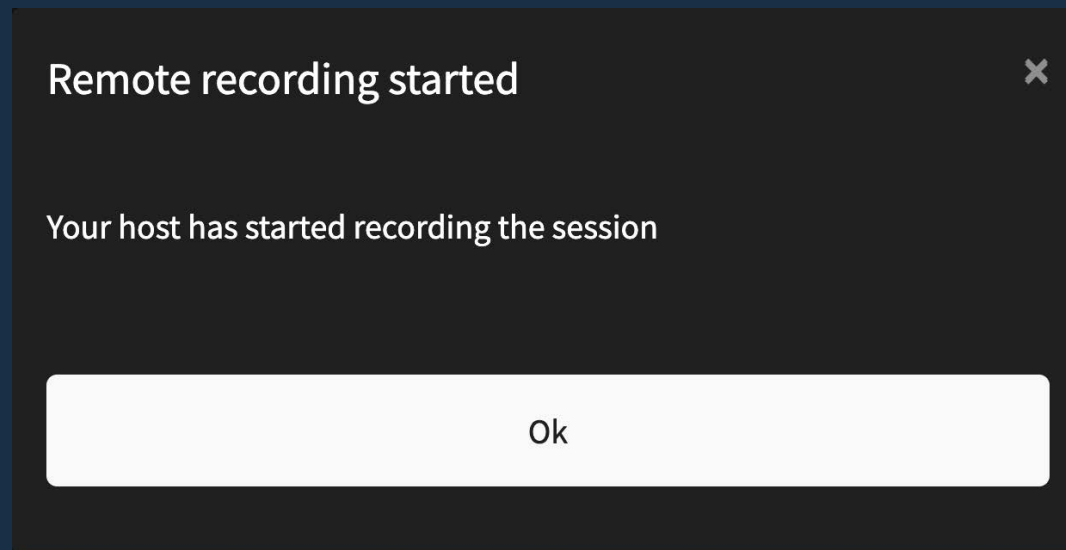 Remote recording started
Your host has started recording the session
Ok